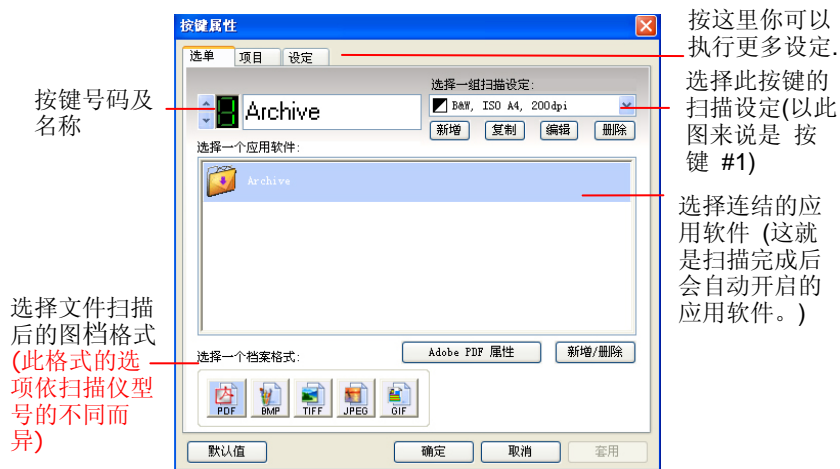 按键属性
选单 项目 设定
选择一组扫描设定:
Archive
B&W, ISO A4, 200dpi
新增 复制 编辑 删除
选择一个应用软件:
Archive
选择一个档案格式:
Adobe PDF 属性 新增/删除
PDF BMP TIFF JPEG GIF
默认值 确定 取消 套用
按键号码及
名称
选择文件扫描
后的图档格式
(此格式的选
项依扫描仪型
号的不同而
异)
按这里你可以
执行更多设定.
选择此按键的
扫描设定(以此
图来说是 按
键 #1)
选择连结的应
用软件 (这就
是扫描完成后
会自动开启的
应用软件。)